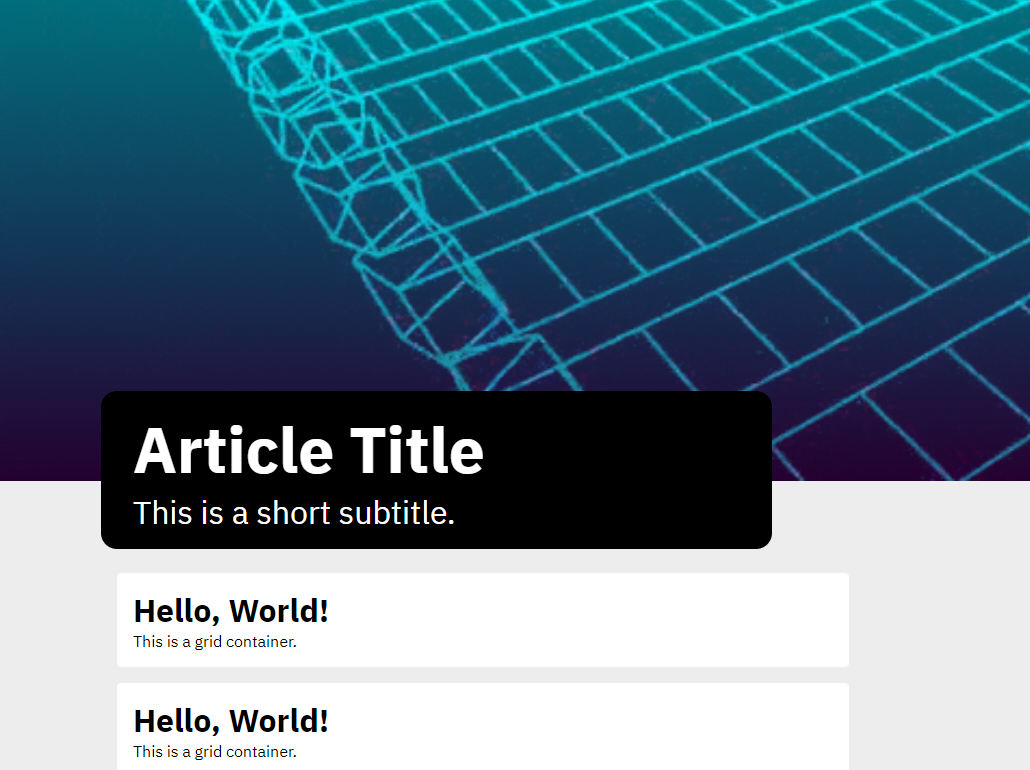 Article Title
This is a short subtitle.
Hello, World!
This is a grid container.
Hello, World!
This is a grid container.